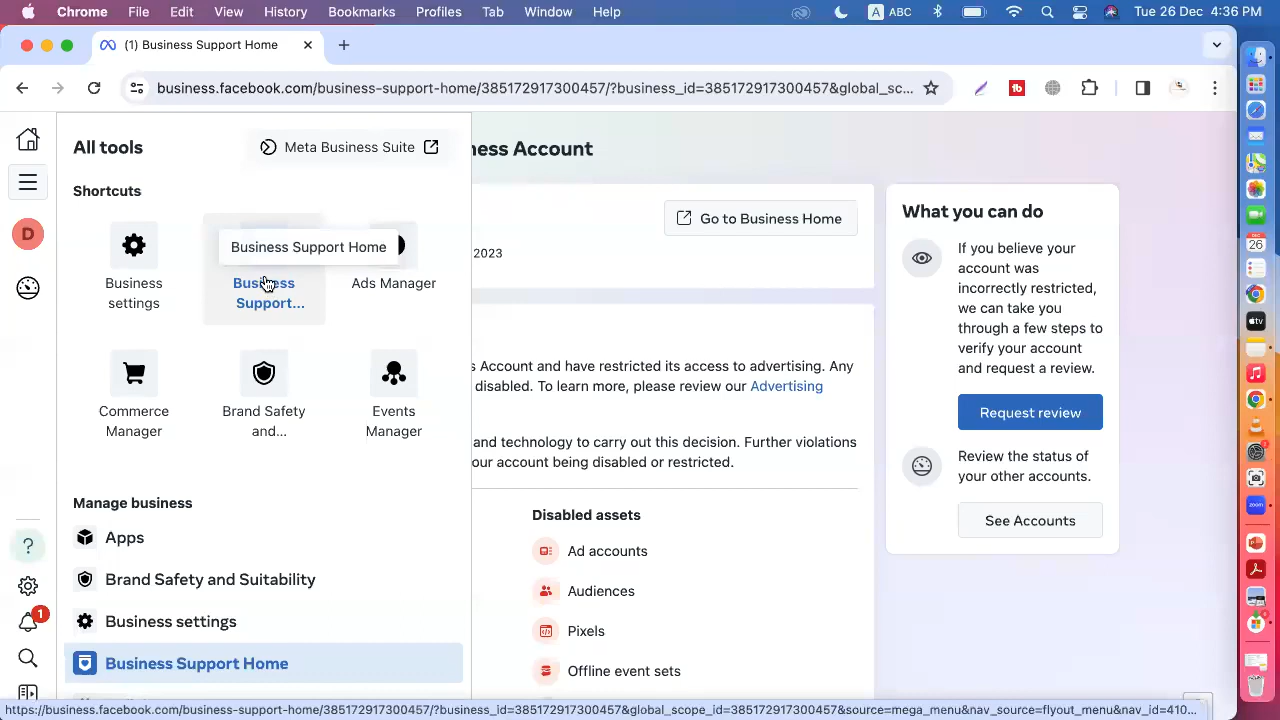 Chrome File Edit View History Bookmarks Profiles Tab Window Help A ABC Tue 26 Dec 4:36 PM
(1) Business Support Home
business.facebook.com/business-support-home/385172917300457/?business_id=385172917300457&global_sc...
All tools
Meta Business Suite
Shortcuts
Business settings
Business Support...
Business Support Home
Ads Manager
Commerce Manager
Brand Safety and...
Events Manager
Manage business
Apps
Brand Safety and Suitability
Business settings
Business Support Home
D
?
1
ness Account
Go to Business Home
2023
s Account and have restricted its access to advertising. Any
disabled. To learn more, please review our Advertising
and technology to carry out this decision. Further violations
our account being disabled or restricted.
Disabled assets
Ad accounts
Audiences
Pixels
Offline event sets
What you can do
If you believe your
account was
incorrectly restricted,
we can take you
through a few steps to
verify your account
and request a review.
Request review
Review the status of
your other accounts.
See Accounts
https://business.facebook.com/business-support-home/385172917300457/?business_id=385172917300457&global_scope_id=385172917300457&source=mega_menu&nav_source=flyout_menu&nav_id=410...
DEC
26
tv
zoom